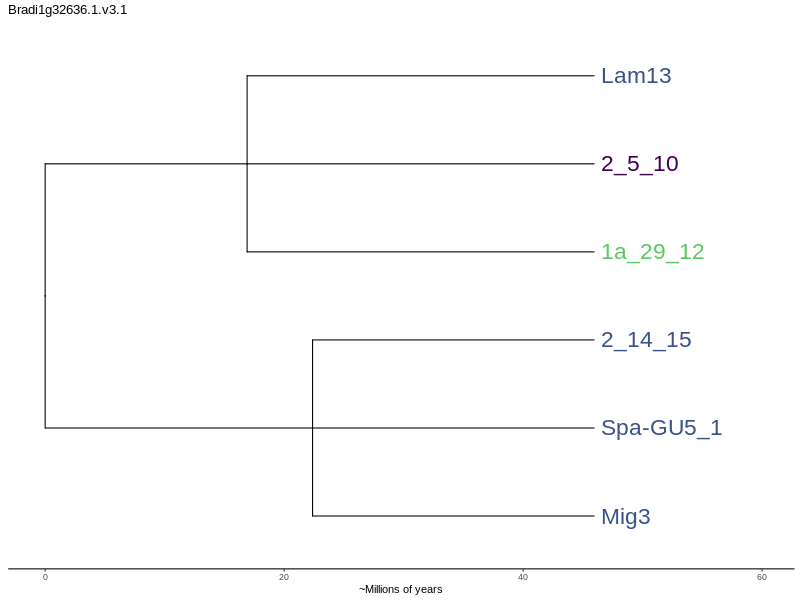 Bradi1g32636.1.v3.1
Lam13
2_5_10
1a_29_12
2_14_15
Spa-GU5_1
Mig3
0 20 40 60
~Millions of years